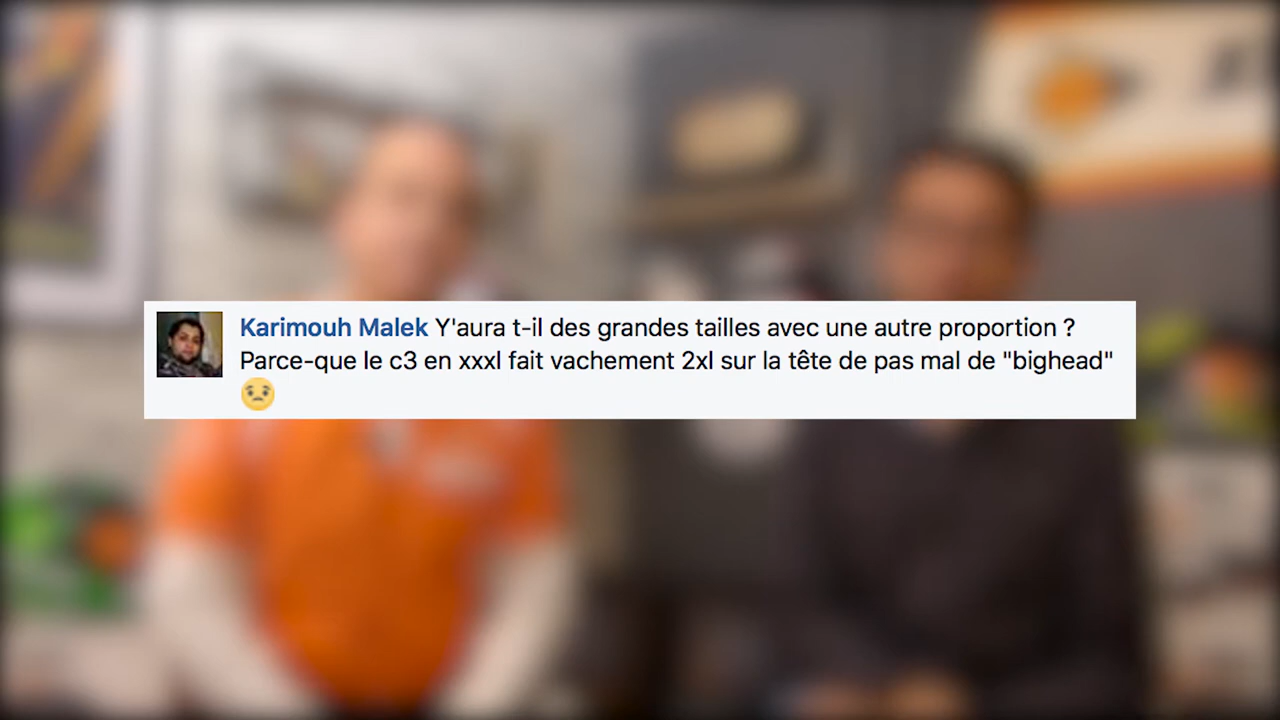 Karimouh Malek Y'aura t-il des grandes tailles avec une autre proportion ?
Parce-que le c3 en xxxl fait vachement 2xl sur la tête de pas mal de "bighead"
😟